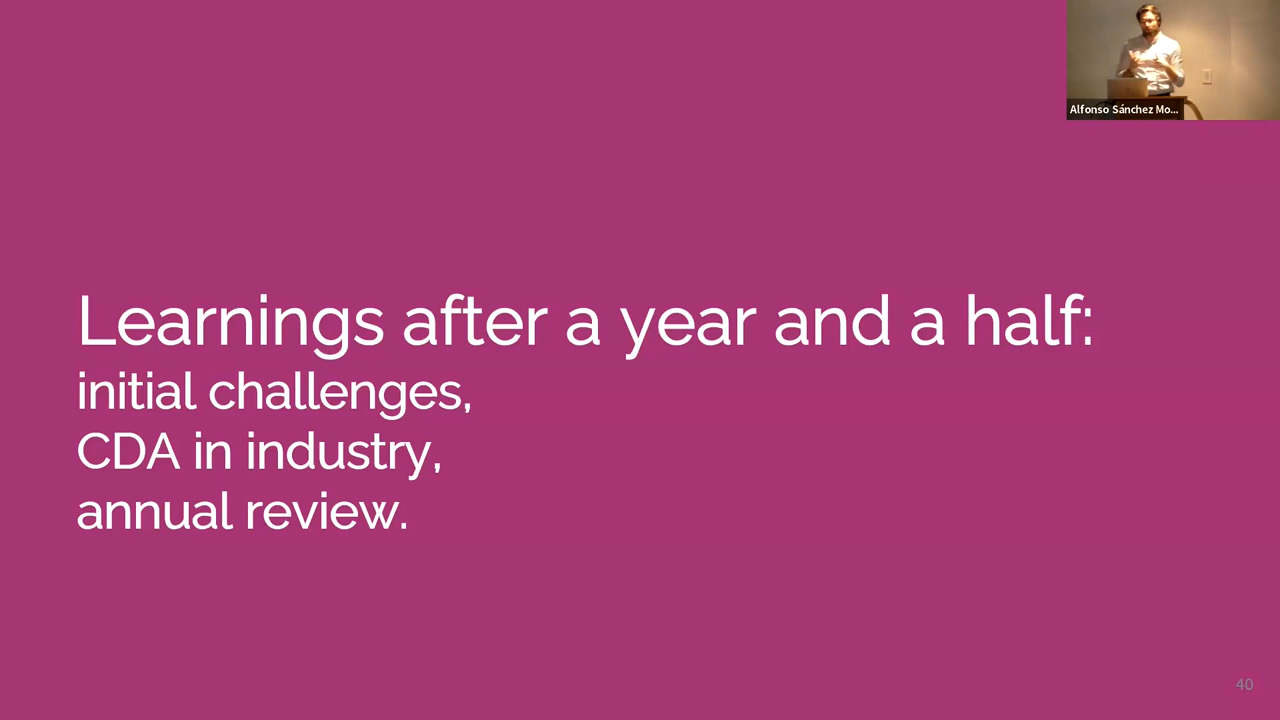 Alfonso Sánchez Mo...
Learnings after a year and a half:
initial challenges,
CDA in industry,
annual review.
40